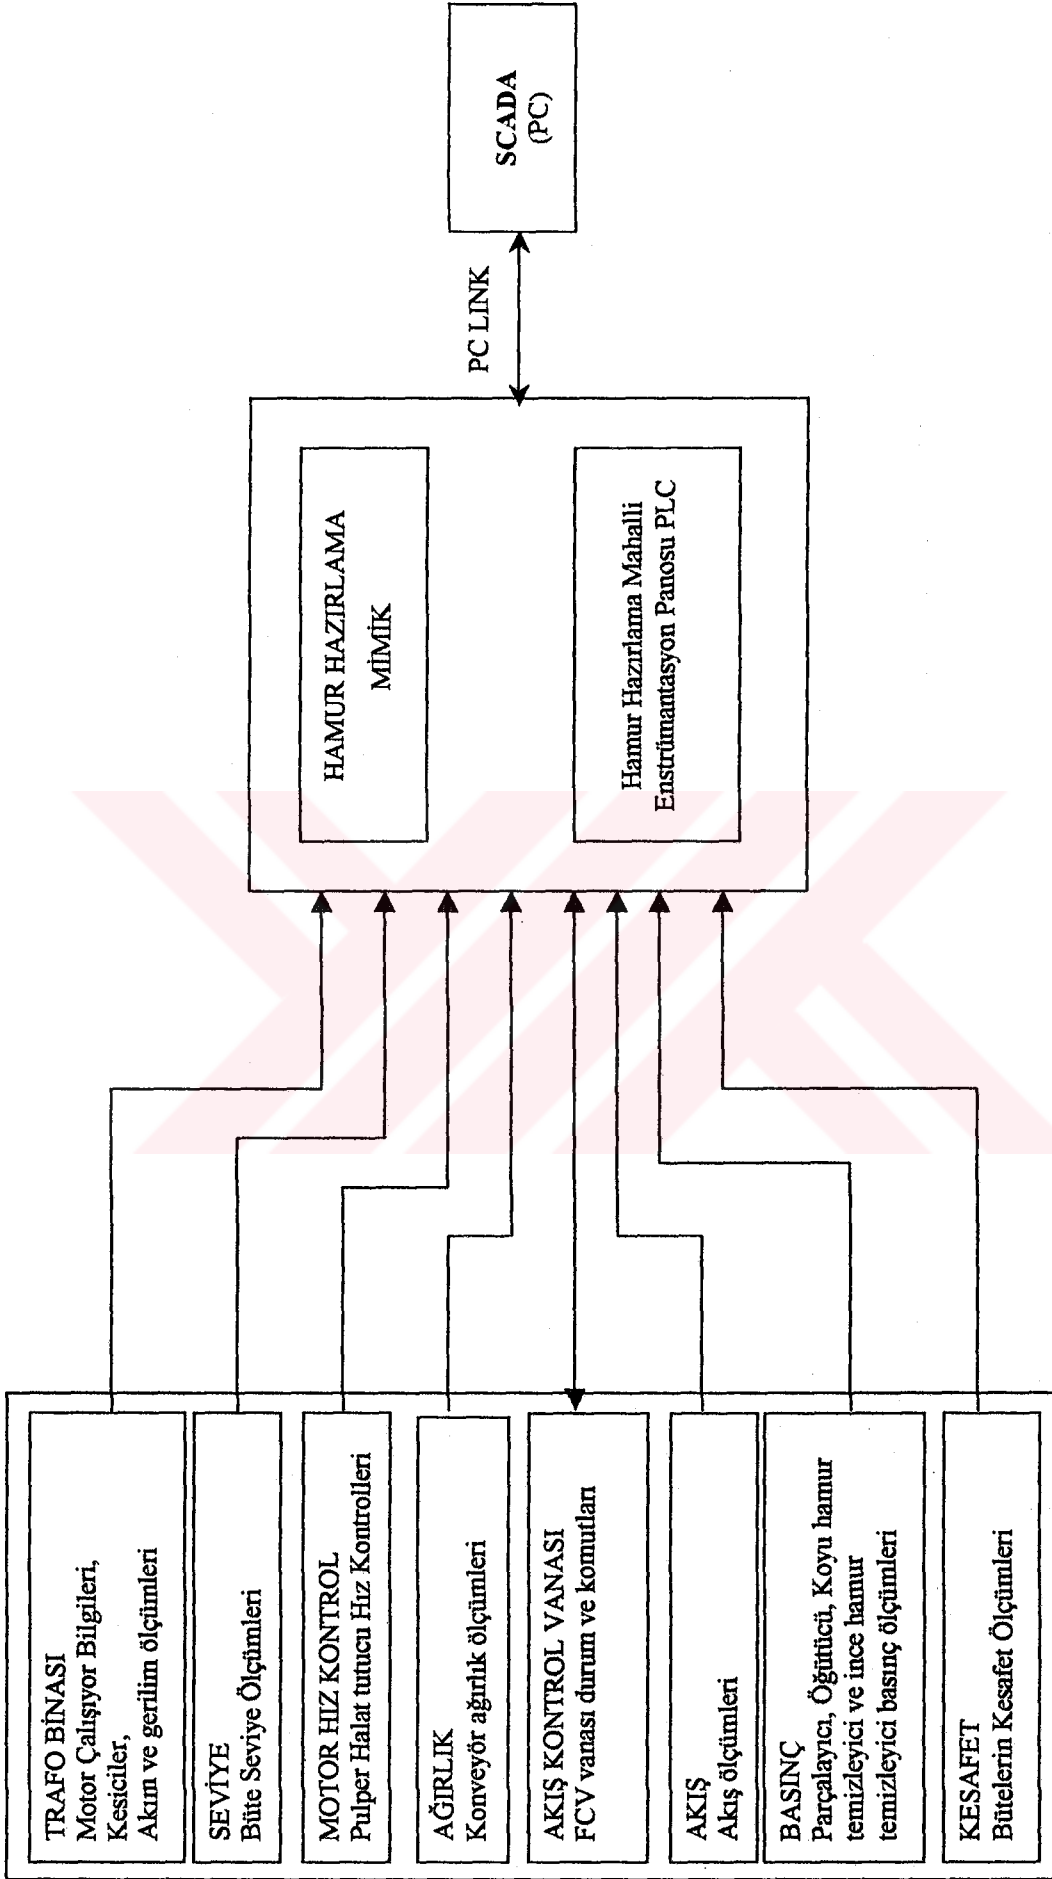 TRAFO BİNASI
Motor Çalışıyor Bilgileri,
Kesiciler,
Akım ve gerilim ölçümleri
SEVİYE
Büte Seviye Ölçümleri
MOTOR HIZ KONTROL
Pulper Halat tutucu Hız Kontrolleri
AĞIRLIK
Konveyör ağırlık ölçümleri
AKIŞ KONTROL VANASI
FCV vanası durum ve komutları
AKIŞ
Akış ölçümleri
BASINÇ
Parçalayıcı, Öğütücü, Koyu hamur
temizleyici ve ince hamur
temizleyici basınç ölçümleri
KESAFET
Bütelerin Kesafet Ölçümleri
HAMUR HAZIRLAMA
MİMİK
Hamur Hazırlama Mahalli
Enstrümantasyon Panosu PLC
PC LINK
SCADA
(PC)